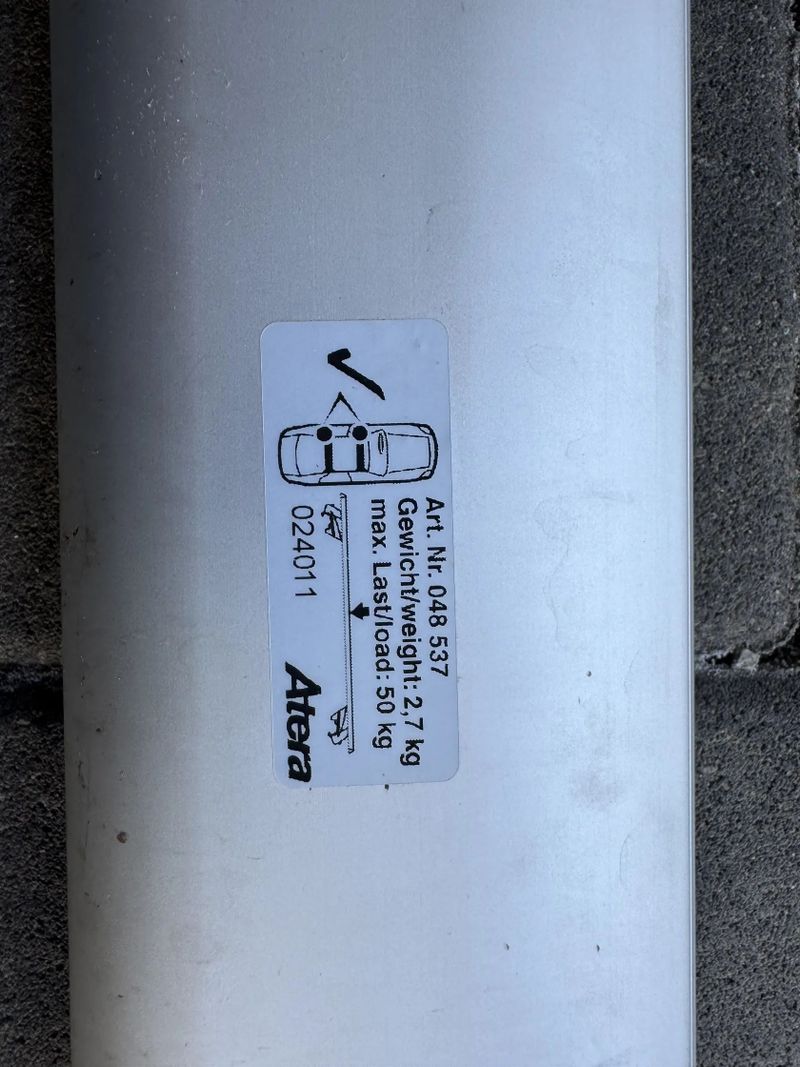 Art. Nr. 048 537
Gewicht/weight: 2,7 kg
max. Last/load: 50 kg
024011
Atera